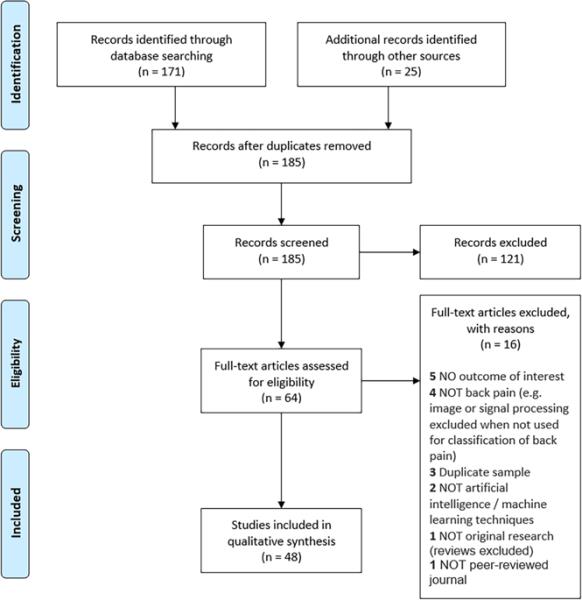 Identification
Records identified through
database searching
(n = 171)
Additional records identified
through other sources
(n = 25)
Records after duplicates removed
(n = 185)
Screening
Records screened
(n = 185)
Records excluded
(n = 121)
Eligibility
Full-text articles assessed
for eligibility
(n = 64)
Full-text articles excluded,
with reasons
(n = 16)
5 NO outcome of interest
4 NOT back pain (e.g.
image or signal processing
excluded when not used
for classification of back
pain)
3 Duplicate sample
2 NOT artificial
intelligence / machine
learning techniques
1 NOT original research
(reviews excluded)
1 NOT peer-reviewed
journal
Included
Studies included in
qualitative synthesis
(n = 48)